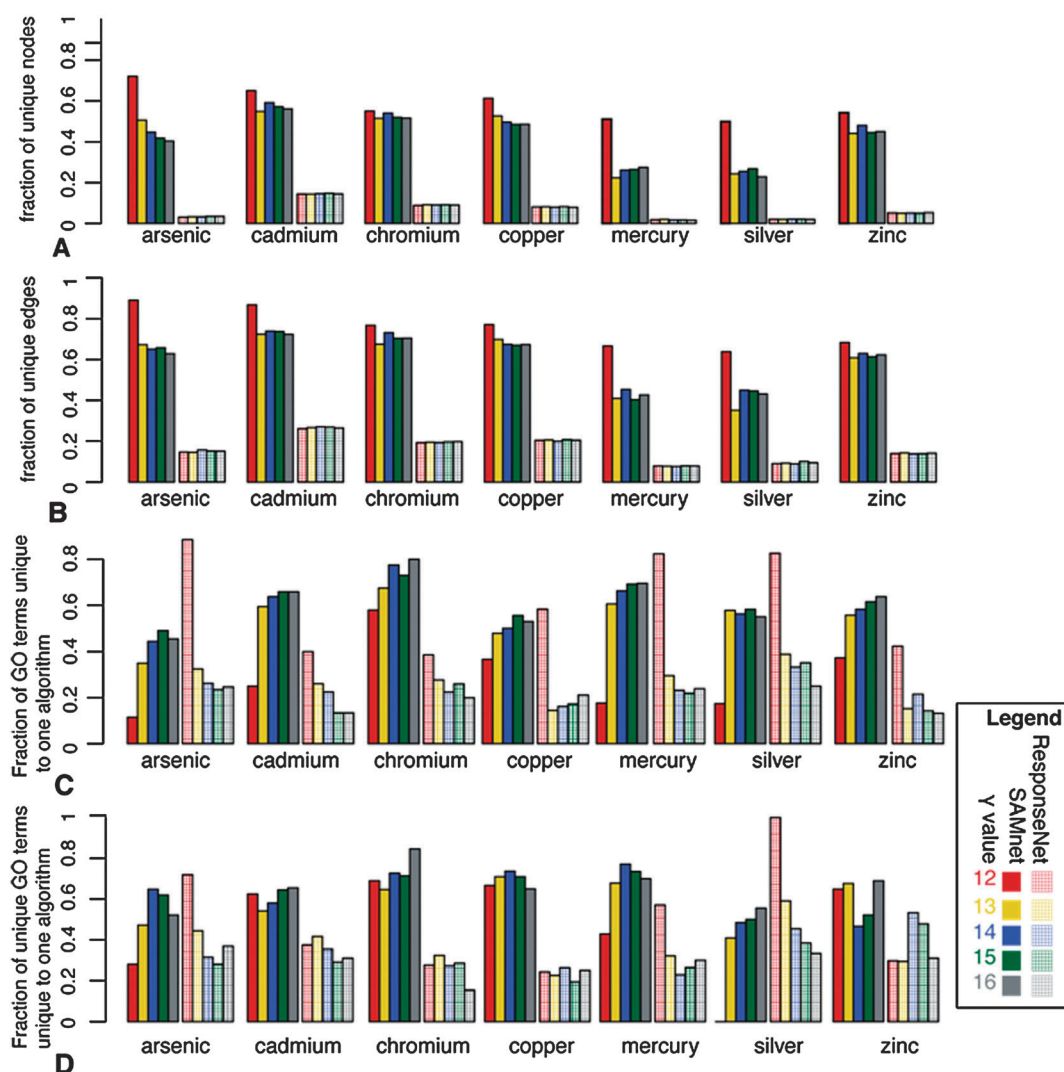 fraction of unique nodes
0 0.2 0.4 0.6 0.8 1
arsenic cadmium chromium copper mercury silver zinc
A
fraction of unique edges
0 0.2 0.4 0.6 0.8 1
arsenic cadmium chromium copper mercury silver zinc
B
Fraction of GO terms unique
to one algorithm
0 0.2 0.4 0.6 0.8
arsenic cadmium chromium copper mercury silver zinc
C
Fraction of unique GO terms
unique to one algorithm
0 0.2 0.4 0.6 0.8 1
arsenic cadmium chromium copper mercury silver zinc
D
Legend
ResponseNet
SAMnet
γ value
12
13
14
15
16